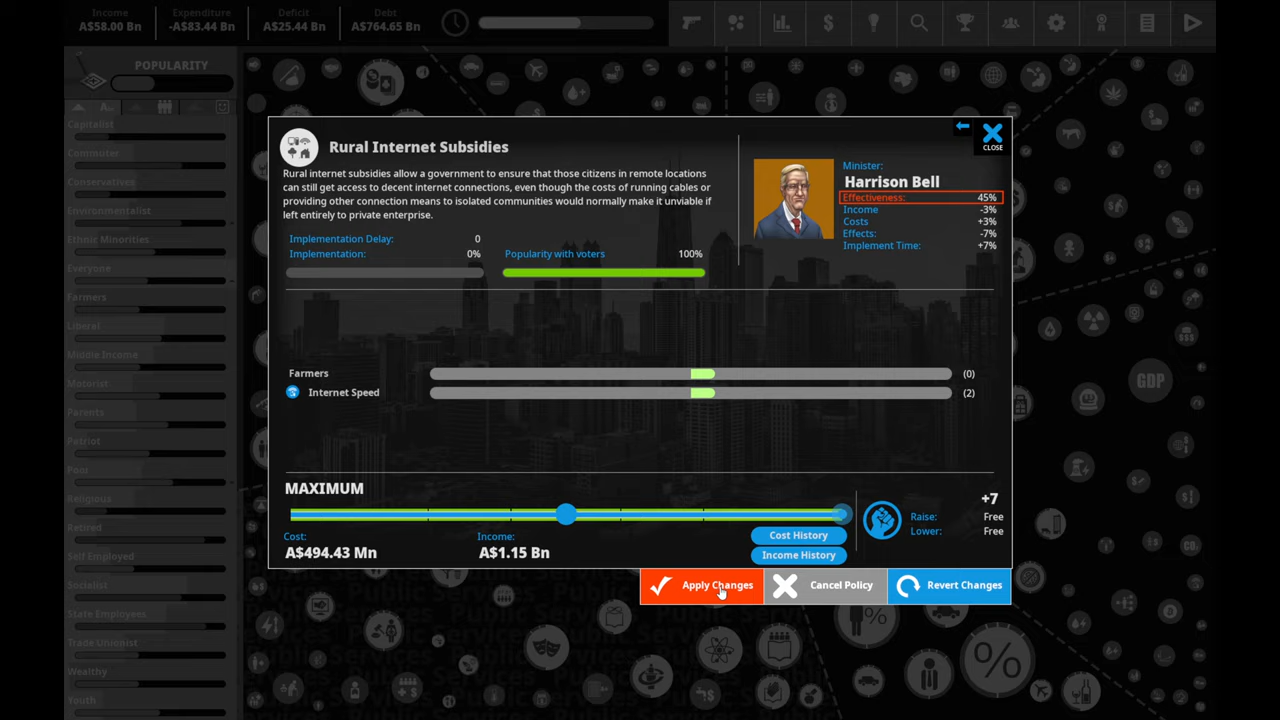 Income
A$58.00 Bn
Expenditure
-A$83.44 Bn
Deficit
A$25.44 Bn
Debt
A$764.65 Bn
POPULARITY
Capitalist
Commuter
Conservatives
Environmentalist
Ethnic Minorities
Everyone
Farmers
Liberal
Middle Income
Motorist
Parents
Patriot
Poor
Religious
Retired
Self Employed
Socialist
State Employees
Trade Unionist
Wealthy
Youth
Rural Internet Subsidies
Rural internet subsidies allow a government to ensure that those citizens in remote locations
can still get access to decent internet connections, even though the costs of running cables or
providing other connection means to isolated communities would normally make it unviable if
left entirely to private enterprise.
Implementation Delay: 0
Implementation: 0%
Popularity with voters 100%
CLOSE
Minister:
Harrison Bell
Effectiveness: 45%
Income -3%
Costs +3%
Effects: -7%
Implement Time: +7%
Farmers (0)
Internet Speed (2)
MAXIMUM
Cost:
A$494.43 Mn
Income:
A$1.15 Bn
Cost History
Income History
+7
Raise: Free
Lower: Free
Apply Changes
Cancel Policy
Revert Changes
GDP